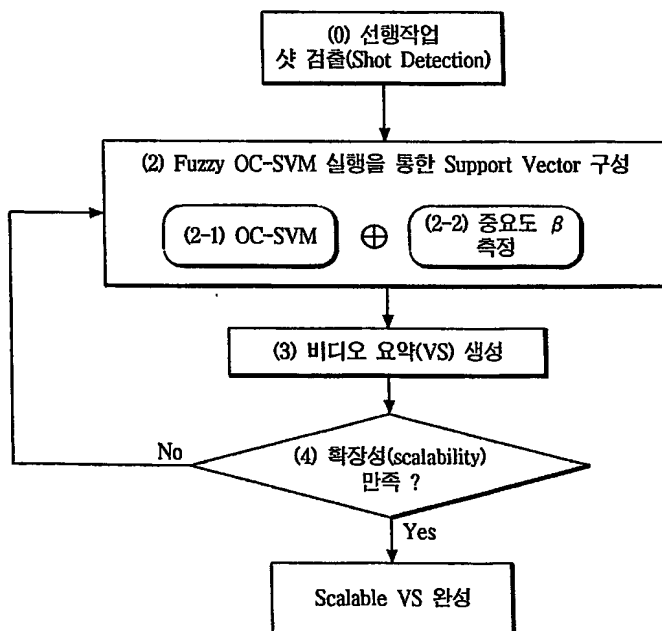 (0) 선행작업
샷 검출(Shot Detection)
(2) Fuzzy OC-SVM 실행을 통한 Support Vector 구성
(2-1) OC-SVM
⊕
(2-2) 중요도 β
측정
(3) 비디오 요약(VS) 생성
No
(4) 확장성(scalability)
만족 ?
Yes
Scalable VS 완성